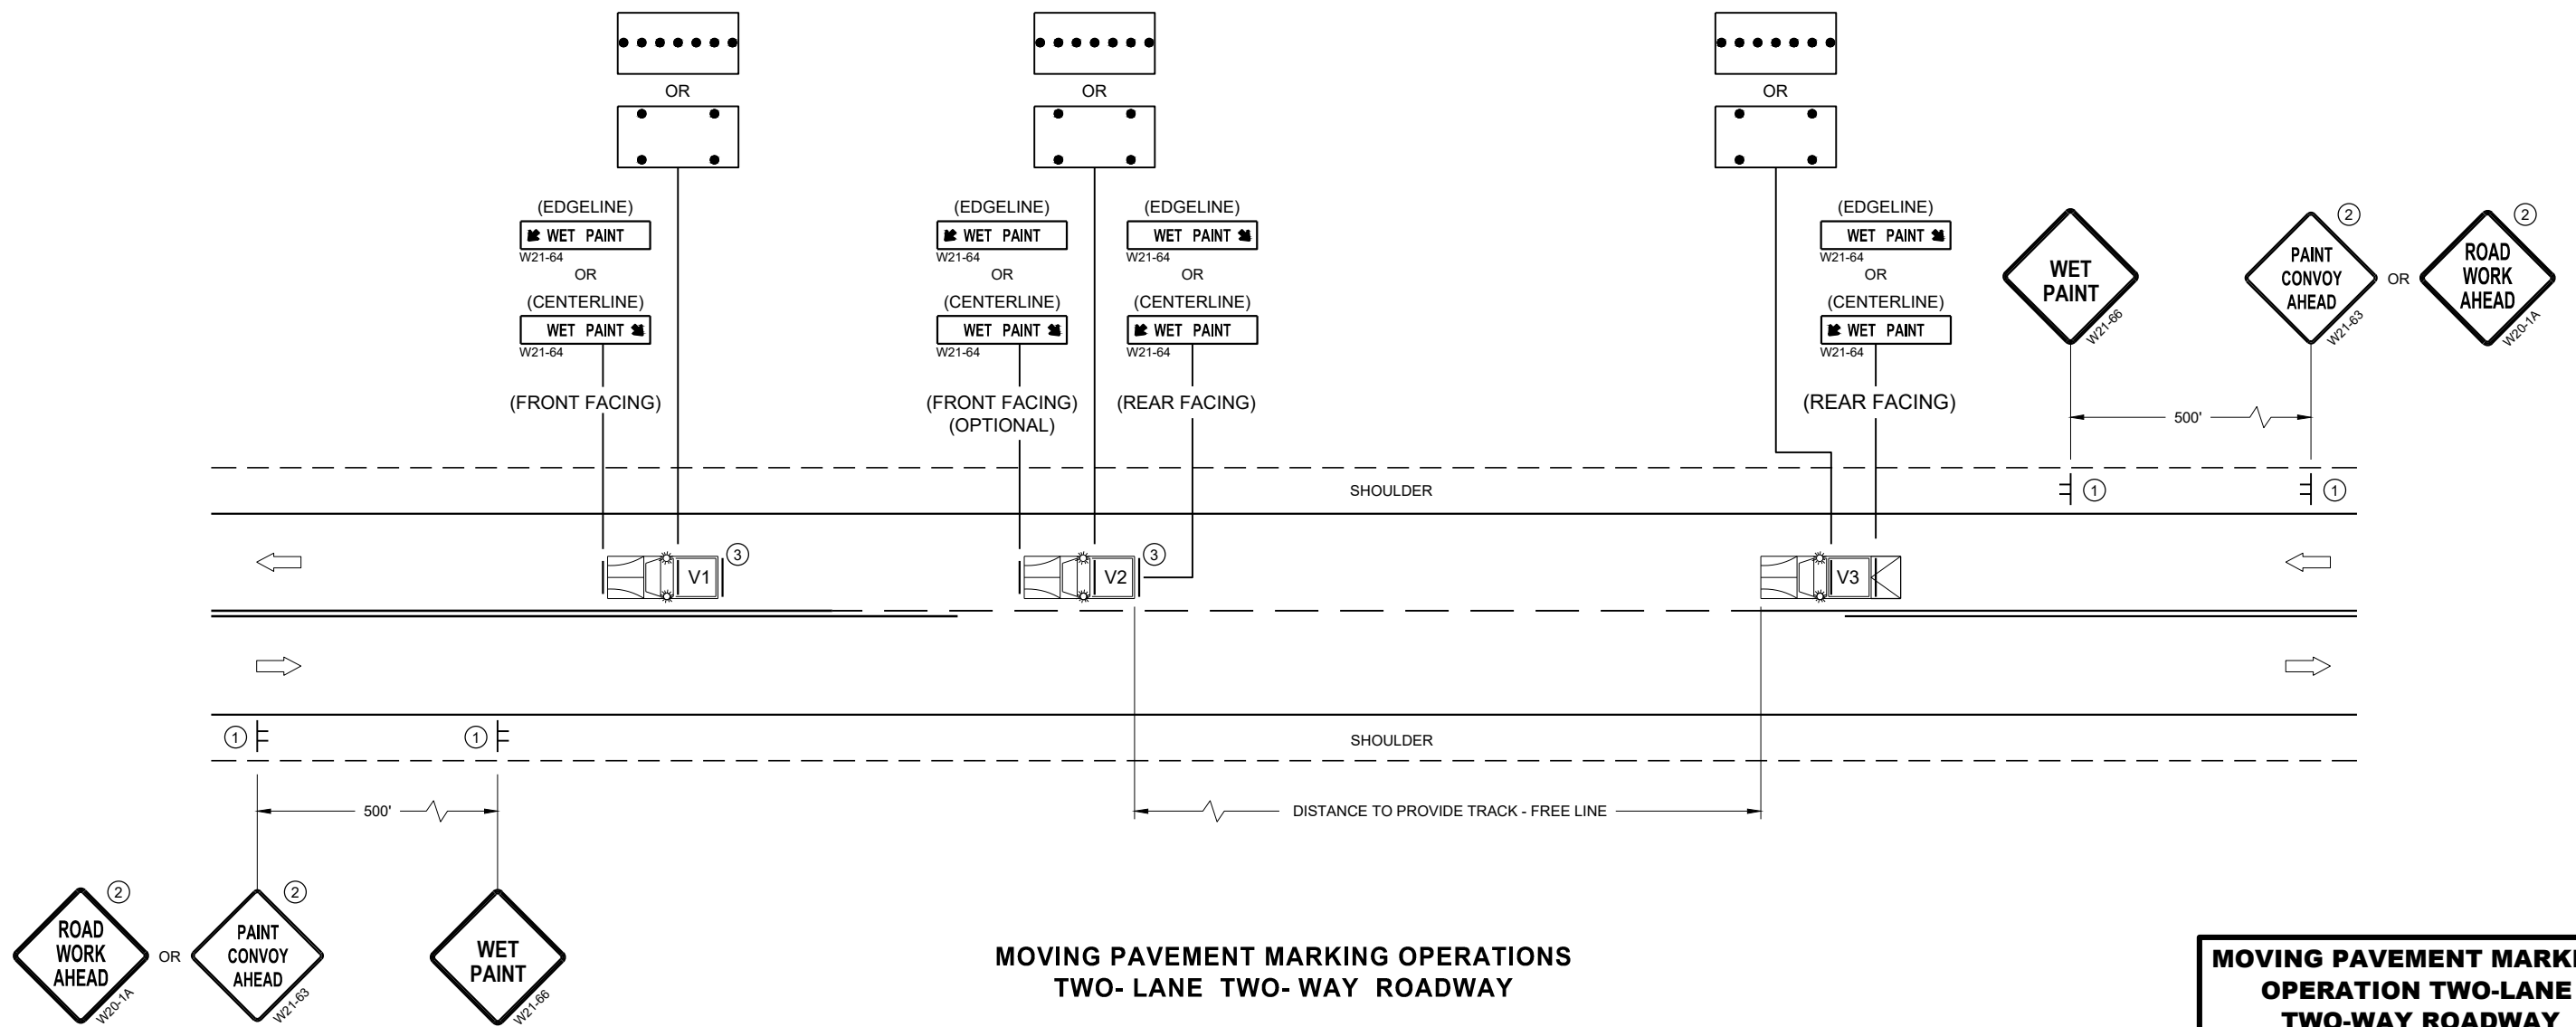 OR
OR
OR
(EDGELINE)
WET PAINT
W21-64
OR
(CENTERLINE)
WET PAINT
W21-64
(FRONT FACING)
(EDGELINE)
WET PAINT
W21-64
OR
(CENTERLINE)
WET PAINT
W21-64
(FRONT FACING)
(OPTIONAL)
(EDGELINE)
WET PAINT
W21-64
OR
(CENTERLINE)
WET PAINT
W21-64
(REAR FACING)
(EDGELINE)
WET PAINT
W21-64
OR
(CENTERLINE)
WET PAINT
W21-64
(REAR FACING)
WET
PAINT
W21-66
2
PAINT
CONVOY
AHEAD
W21-63
OR
2
ROAD
WORK
AHEAD
W20-1A
500'
SHOULDER
1
1
V1
3
V2
3
V3
1
1
SHOULDER
500'
DISTANCE TO PROVIDE TRACK - FREE LINE
2
ROAD
WORK
AHEAD
W20-1A
OR
2
PAINT
CONVOY
AHEAD
W21-63
WET
PAINT
W21-66
MOVING PAVEMENT MARKING OPERATIONS
TWO- LANE TWO- WAY ROADWAY
MOVING PAVEMENT
OPERATION TWO-LANE
TWO-WAY ROADWAY